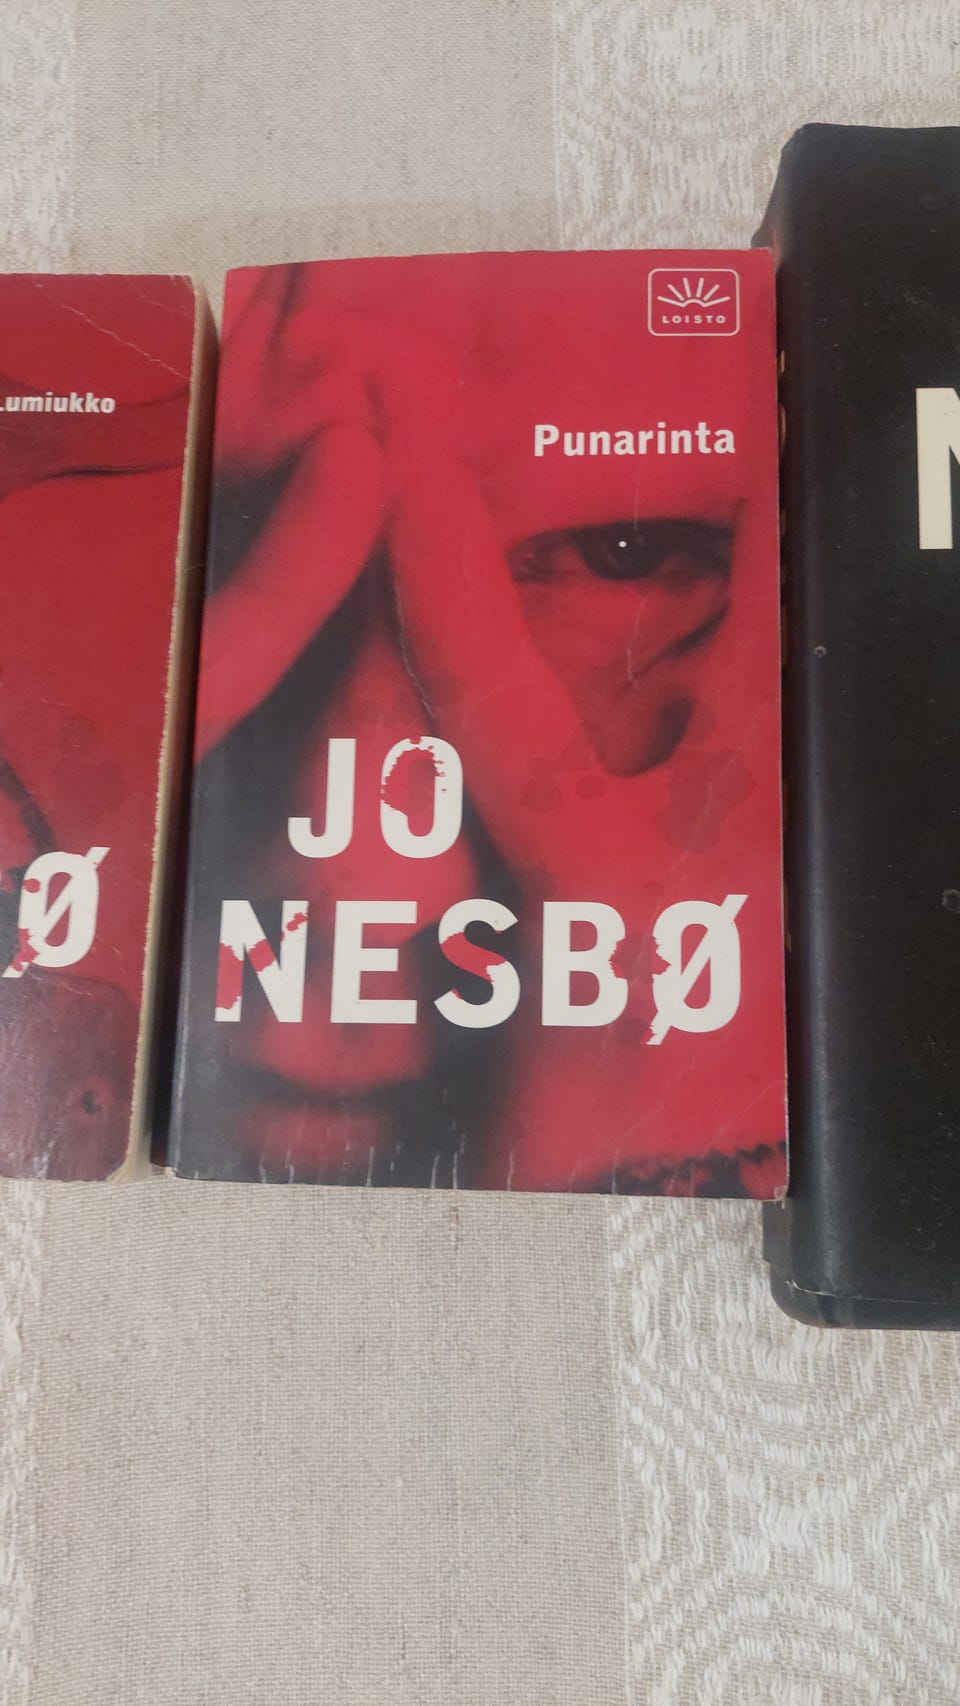 Lumiukko
Ø
LOISTO
Punarinta
JO
NESBØ
N